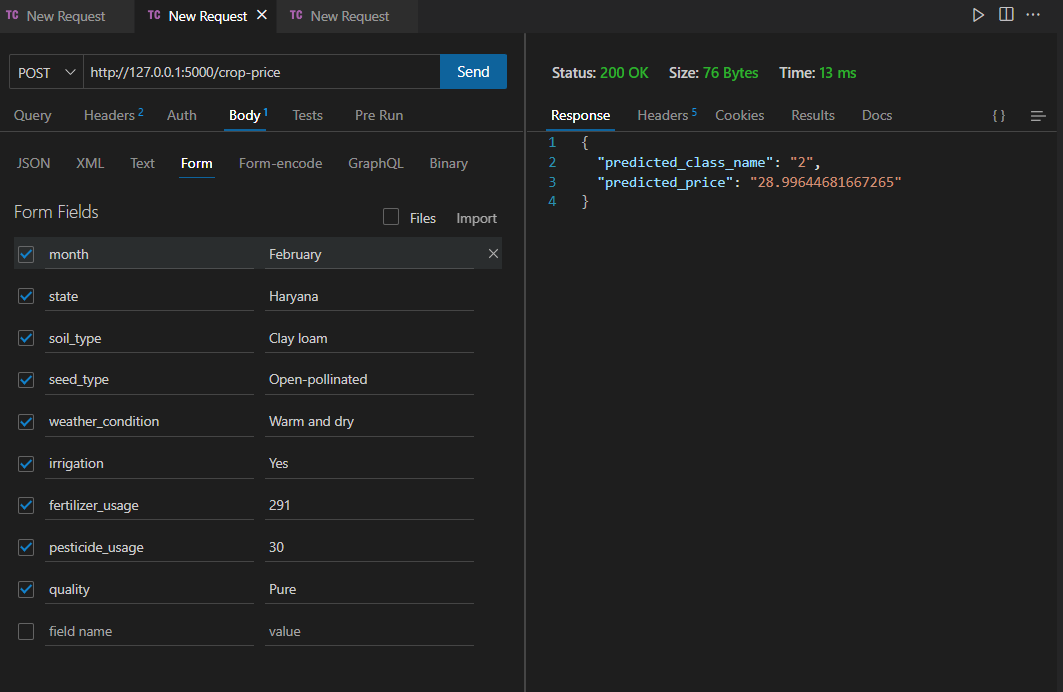 TC New Request TC New Request TC New Request
POST http://127.0.0.1:5000/crop-price Send
Query Headers 2 Auth Body 1 Tests Pre Run
JSON XML Text Form Form-encode GraphQL Binary
Form Fields
Files Import
month February
state Haryana
soil_type Clay loam
seed_type Open-pollinated
weather_condition Warm and dry
irrigation Yes
fertilizer_usage 291
pesticide_usage 30
quality Pure
field name value
Status: 200 OK Size: 76 Bytes Time: 13 ms
Response Headers 5 Cookies Results Docs { }
1 {
2 "predicted_class_name": "2",
3 "predicted_price": "28.99644681667265"
4 }